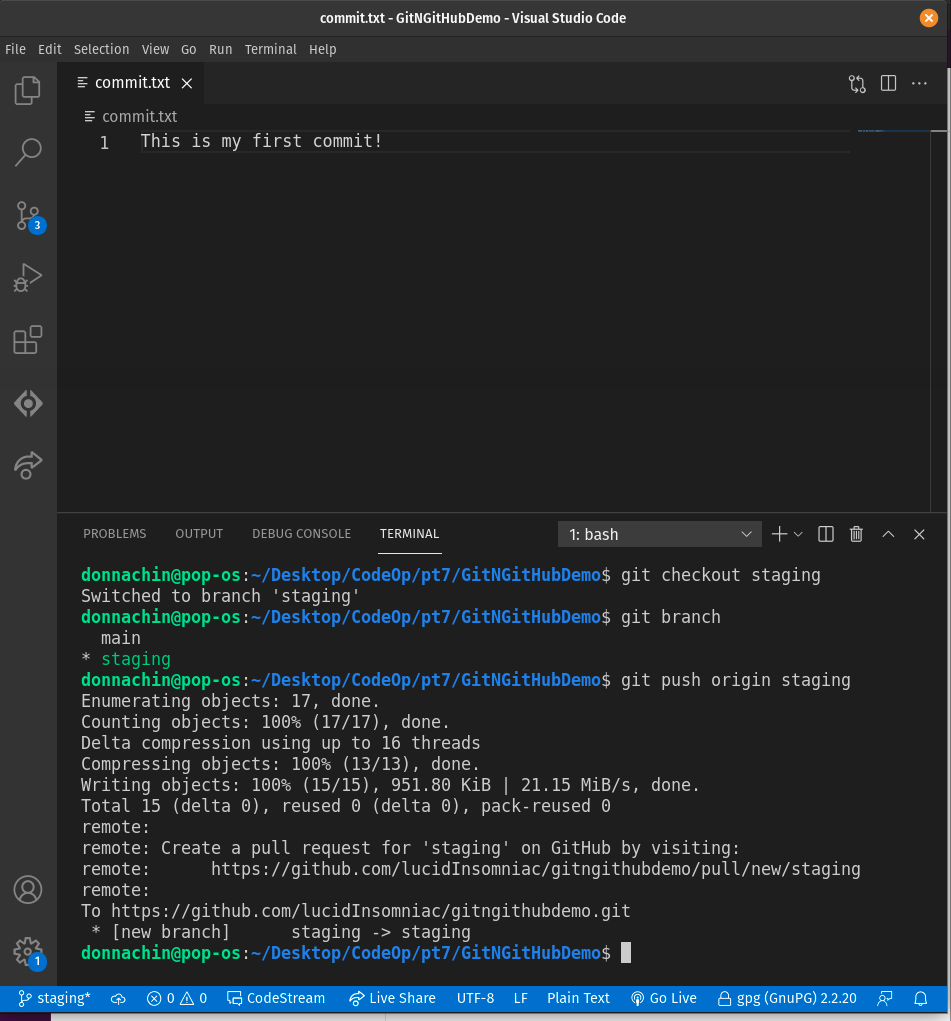 commit.txt - GitNGitHubDemo - Visual Studio Code
File Edit Selection View Go Run Terminal Help
commit.txt
commit.txt
1 This is my first commit!
3
PROBLEMS OUTPUT DEBUG CONSOLE TERMINAL 1: bash
donnachin@pop-os:~/Desktop/CodeOp/pt7/GitNGitHubDemo$ git checkout staging
Switched to branch 'staging'
donnachin@pop-os:~/Desktop/CodeOp/pt7/GitNGitHubDemo$ git branch
  main
* staging
donnachin@pop-os:~/Desktop/CodeOp/pt7/GitNGitHubDemo$ git push origin staging
Enumerating objects: 17, done.
Counting objects: 100% (17/17), done.
Delta compression using up to 16 threads
Compressing objects: 100% (13/13), done.
Writing objects: 100% (15/15), 951.80 KiB | 21.15 MiB/s, done.
Total 15 (delta 0), reused 0 (delta 0), pack-reused 0
remote:
remote: Create a pull request for 'staging' on GitHub by visiting:
remote:      https://github.com/lucidInsomniac/gitngithubdemo/pull/new/staging
remote:
To https://github.com/lucidInsomniac/gitngithubdemo.git
 * [new branch]      staging -> staging
donnachin@pop-os:~/Desktop/CodeOp/pt7/GitNGitHubDemo$
1
staging* 0 0 CodeStream Live Share UTF-8 LF Plain Text Go Live gpg (GnuPG) 2.2.20